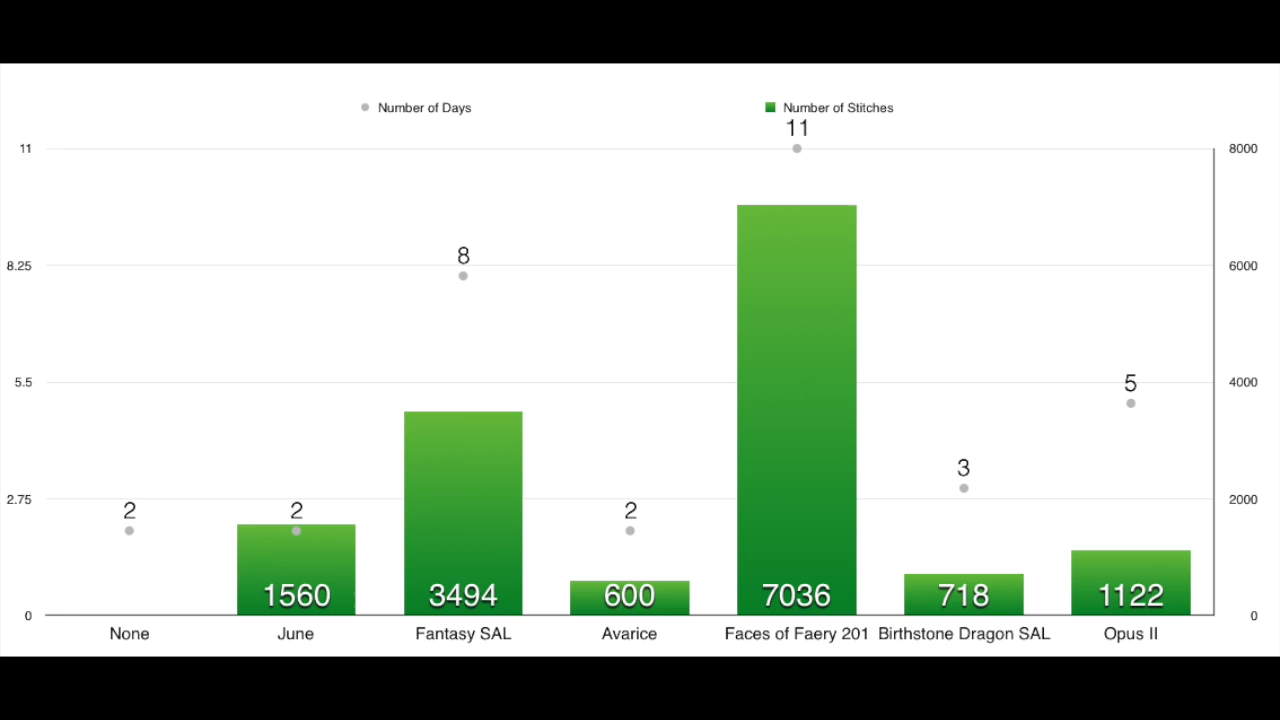 Number of Days
Number of Stitches
11
11
8000
8
8.25
6000
5.5
4000
5
3
2.75
2000
2
2
2
1560
3494
600
7036
718
1122
0
0
None
June
Fantasy SAL
Avarice
Faces of Faery 201
Birthstone Dragon SAL
Opus II